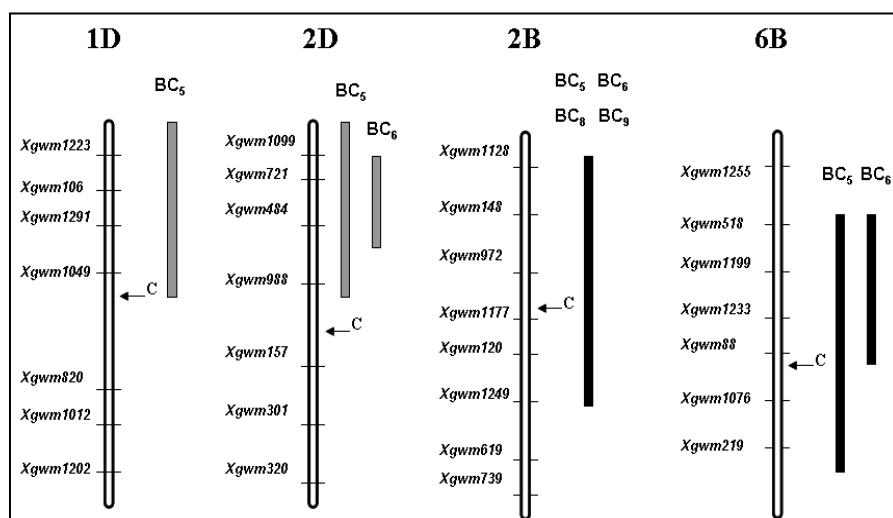 1D
2D
2B
6B
BC₅
Xgwm1223
Xgwm106
Xgwm1291
Xgwm1049
C
Xgwm820
Xgwm1012
Xgwm1202
BC₅
BC₆
Xgwm1099
Xgwm721
Xgwm484
Xgwm988
C
Xgwm157
Xgwm301
Xgwm320
BC₅ BC₆
BC₈ BC₉
Xgwm1128
Xgwm148
Xgwm972
C
Xgwm1177
Xgwm120
Xgwm1249
Xgwm619
Xgwm739
BC₅ BC₆
Xgwm1255
Xgwm518
Xgwm1199
Xgwm1233
Xgwm88
C
Xgwm1076
Xgwm219